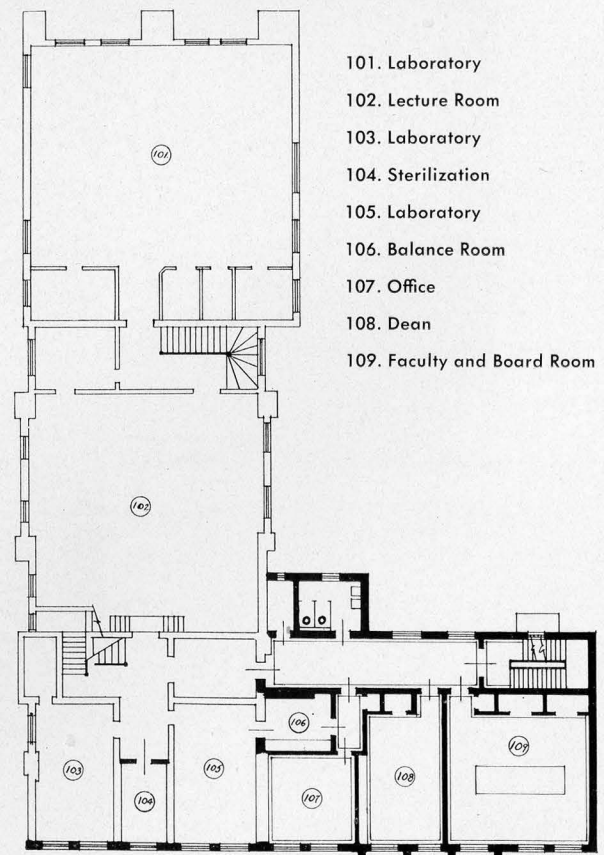 101. Laboratory
102. Lecture Room
103. Laboratory
104. Sterilization
105. Laboratory
106. Balance Room
107. Office
108. Dean
109. Faculty and Board Room
101
102
106
109
103
104
105
107
108